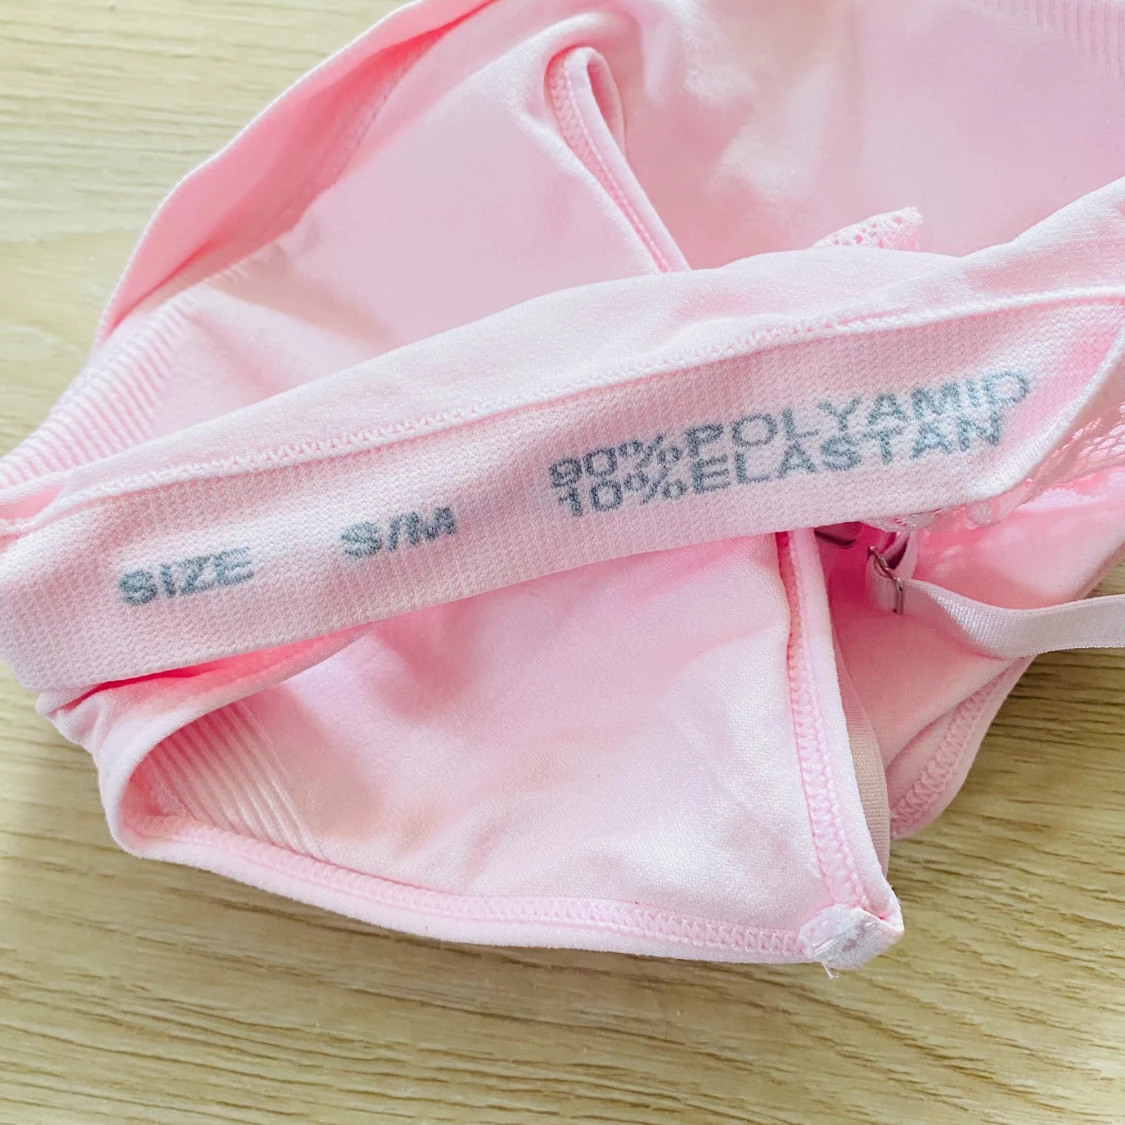 SIZE S/M
90%POLYAMID
10%ELASTAN